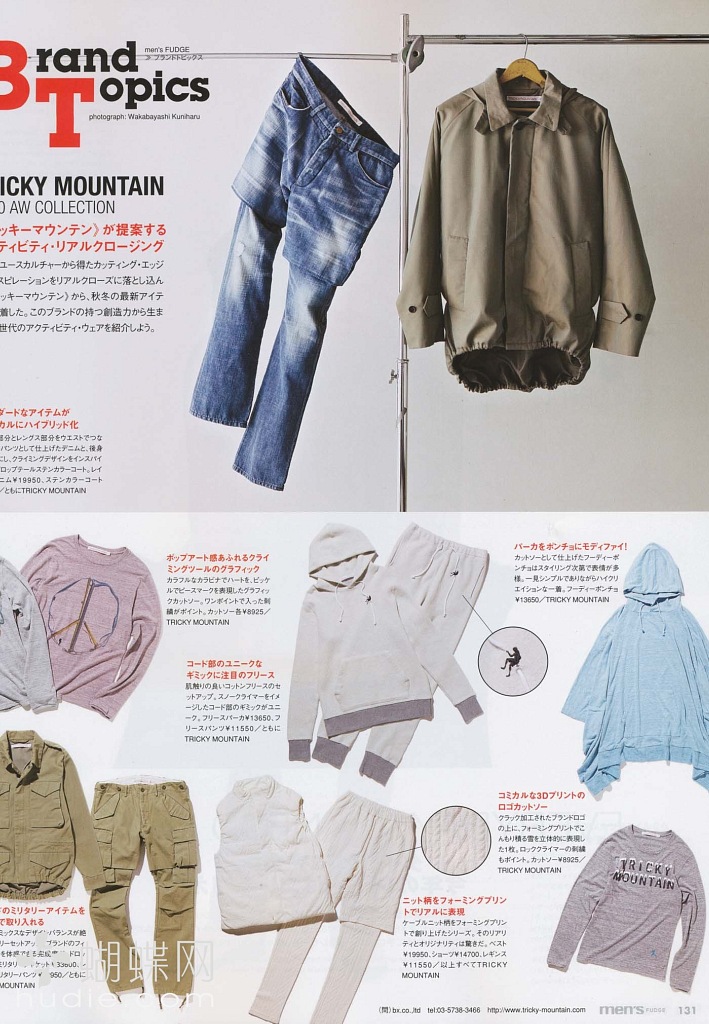 Brand
Topics
men's FUDGE
≫ ブランドトピックス
photograph: Wakabayashi Kuniharu
RICKY MOUNTAIN
0 AW COLLECTION
ッキーマウンテン》が提案する
ティビティ・リアルクロージング
ユースカルチャーから得たカッティング・エッジ
スピレーションをリアルクローズに落とし込ん
ッキーマウンテン》から、秋冬の最新アイテ
着した。このブランドの持つ創造力から生ま
世代のアクティビティ・ウェアを紹介しよう。
ダードなアイテムが
カルにハイブリッド化
部分とレングス部分をウエストでつな
パンツとして仕上げたデニムと、後身
にし、クライミングデザインをインスパイ
ロップテールステンカラーコート。レイ
ニム¥19950、ステンカラーコート
／ともにTRICKY MOUNTAIN
ポップアート感あふれるクライ
ミングツールのグラフィック
カラフルなカラビナでハートを、ピッケ
ルでピースマークを表現したグラフィッ
クカットソー。ワンポイントで入った刺
繍がポイント。カットソー各¥8925／
TRICKY MOUNTAIN
コード部のユニークな
ギミックに注目のフリース
肌触りの良いコットンフリースのセ
ットアップ。スノークライマーをイメ
ージしたコード部のギミックがユニ
ーク。フリースパーカ¥13650、フ
リースパンツ¥11550／ともに
TRICKY MOUNTAIN
パーカをポンチョにモディファイ！
カットソーとして仕上げたフーディーポ
ンチョはスタイリング次第で表情が多
様。一見シンプルでありながらハイクリ
エイションな一着。フーディーポンチョ
¥13650／TRICKY MOUNTAIN
コミカルな3Dプリントの
ロゴカットソー
クラック加工されたブランドロゴ
の上に、フォーミングプリントでこ
んもり積る雪を立体的に表現し
た1枚。ロッククライマーの刺繍
もポイント。カットソー¥8925／
TRICKY MOUNTAIN
TRICKY
MOUNTAIN
ニット柄をフォーミングプリン
トでリアルに表現
ケーブルニット柄をフォーミングプリン
トで創り上げたシリーズ。そのリアリ
ティとオリジナリティは驚きだ。ベスト
¥19950、ショーツ¥14700、レギンス
¥11550／以上すべてTRICKY
MOUNTAIN
のミリタリーアイテムを
で取り入れる
ミックスなデザインバランスが絶
リーセットアップ。ブランドのフィ
TRICKY MOUNTAIN
蝴蝶网
hudie.com
（問）bx.co.,ltd tel:03-5738-3466 http://www.tricky-mountain.com
men's FUDGE 131